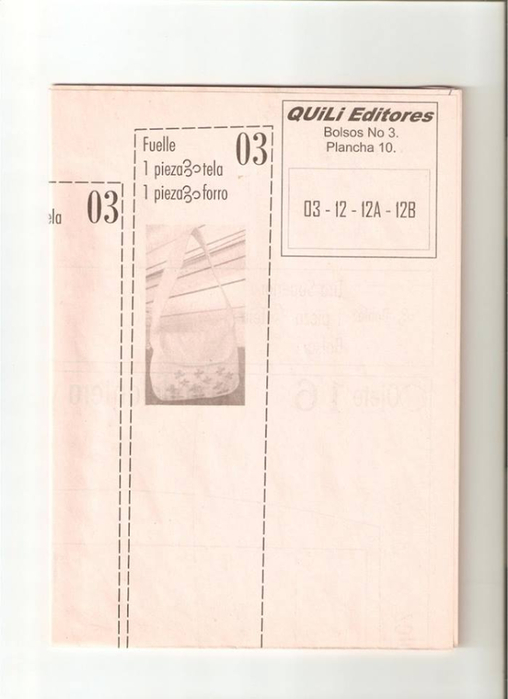 QUiLi Editores
Bolsos No 3.
Plancha 10.
03 - 12 - 12A - 12B
Fuelle
03
1 pieza tela
1 pieza forro
ela
03